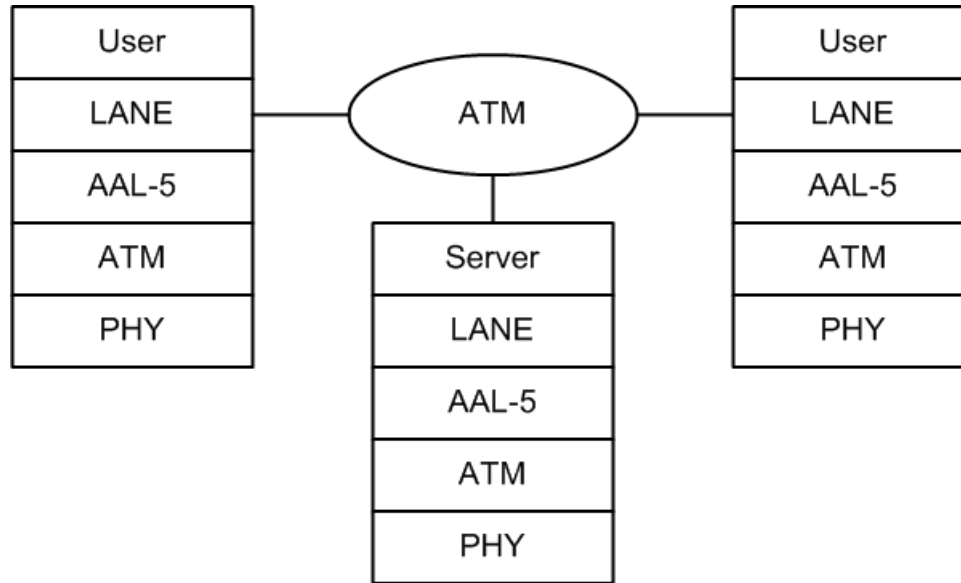 User
LANE
AAL-5
ATM
PHY
ATM
User
LANE
AAL-5
ATM
PHY
Server
LANE
AAL-5
ATM
PHY